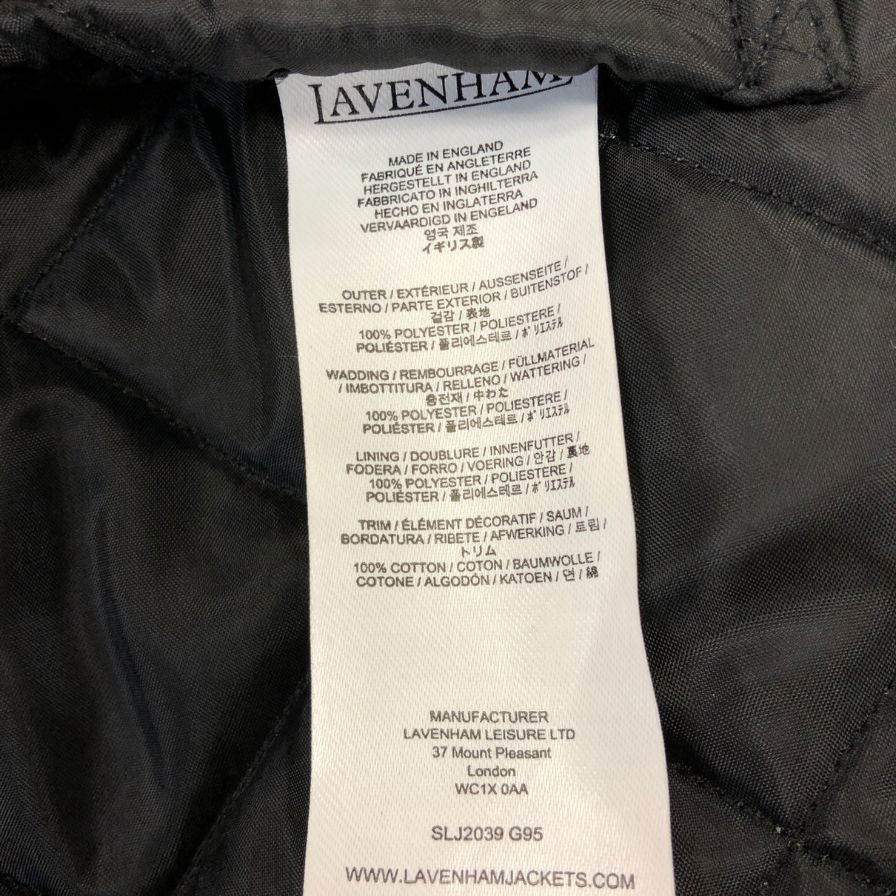 LAVENHAM
MADE IN ENGLAND
FABRIQUÉ EN ANGLETERRE
HERGESTELLT IN ENGLAND
FABBRICATO IN INGHILTERRA
HECHO EN INGLATERRA
VERVAARDIGD IN ENGELAND
영국 제조
イギリス製
OUTER / EXTÉRIEUR / AUSSENSEITE /
ESTERNO / PARTE EXTERIOR / BUITENSTOF /
겉감 / 表地
100% POLYESTER / POLIESTERE /
POLIÉSTER / 폴리에스테르 / ﾎﾟﾘｴｽﾃﾙ
WADDING / REMBOURRAGE / FÜLLMATERIAL
/ IMBOTTITURA / RELLENO / WATTERING /
충전재 / 中わた
100% POLYESTER / POLIESTERE /
POLIÉSTER / 폴리에스테르 / ﾎﾟﾘｴｽﾃﾙ
LINING / DOUBLURE / INNENFUTTER /
FODERA / FORRO / VOERING / 안감 / 裏地
100% POLYESTER / POLIESTERE /
POLIÉSTER / 폴리에스테르 / ﾎﾟﾘｴｽﾃﾙ
TRIM / ÉLÉMENT DÉCORATIF / SAUM /
BORDATURA / RIBETE / AFWERKING / 트림 /
トリム
100% COTTON / COTON / BAUMWOLLE /
COTONE / ALGODÓN / KATOEN / 면 / 綿
MANUFACTURER
LAVENHAM LEISURE LTD
37 Mount Pleasant
London
WC1X 0AA
SLJ2039 G95
WWW.LAVENHAMJACKETS.COM